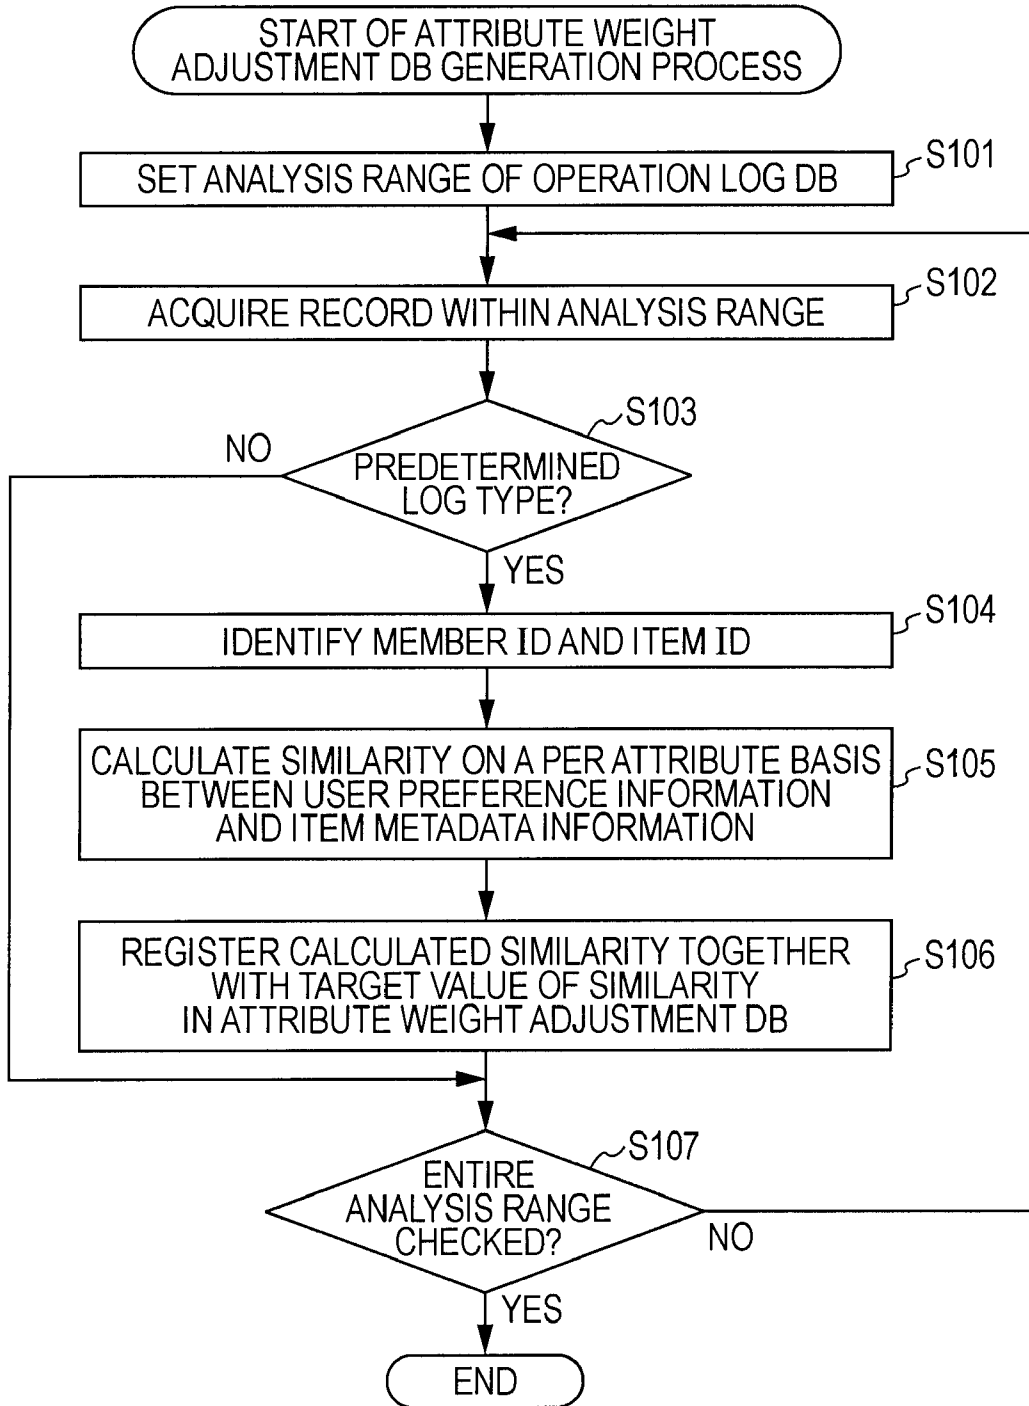 START OF ATTRIBUTE WEIGHT
ADJUSTMENT DB GENERATION PROCESS
SET ANALYSIS RANGE OF OPERATION LOG DB
S101
ACQUIRE RECORD WITHIN ANALYSIS RANGE
S102
PREDETERMINED
LOG TYPE?
S103
NO
YES
IDENTIFY MEMBER ID AND ITEM ID
S104
CALCULATE SIMILARITY ON A PER ATTRIBUTE BASIS
BETWEEN USER PREFERENCE INFORMATION
AND ITEM METADATA INFORMATION
S105
REGISTER CALCULATED SIMILARITY TOGETHER
WITH TARGET VALUE OF SIMILARITY
IN ATTRIBUTE WEIGHT ADJUSTMENT DB
S106
ENTIRE
ANALYSIS RANGE
CHECKED?
S107
NO
YES
END